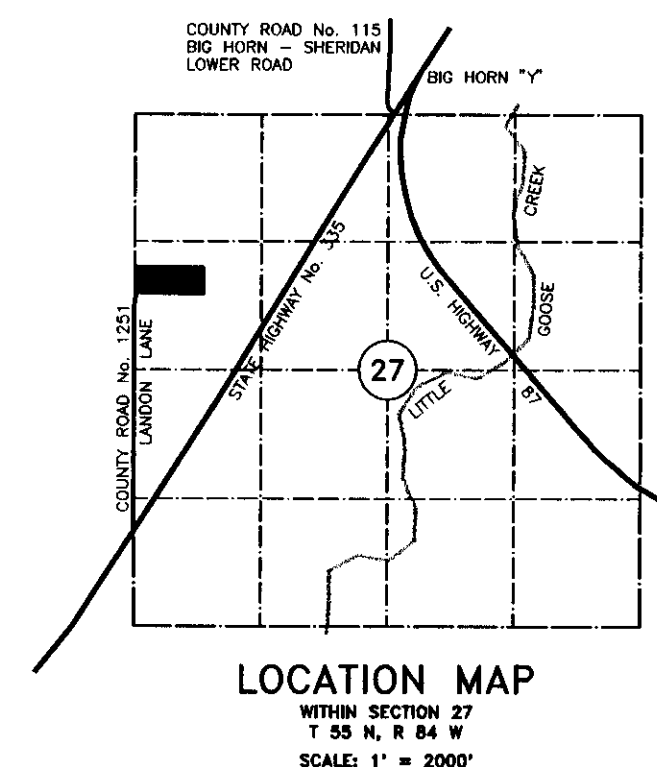 COUNTY ROAD No. 115
BIG HORN – SHERIDAN
LOWER ROAD
BIG HORN "Y"
CREEK
GOOSE
LITTLE
STATE HIGHWAY No. 335
U.S. HIGHWAY
87
27
COUNTY ROAD No. 1251
LANDON LANE
LOCATION MAP
WITHIN SECTION 27
T 55 N, R 84 W
SCALE: 1' = 2000'